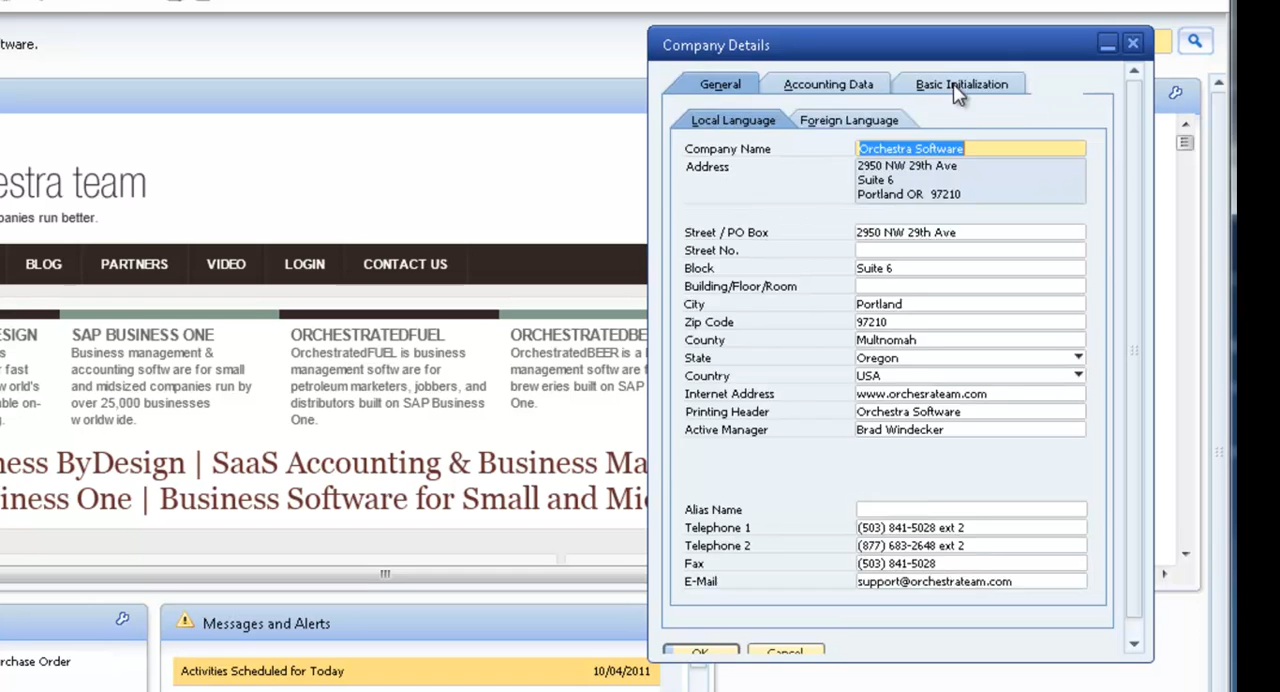 tware.
estra team
panies run better.
BLOG PARTNERS VIDEO LOGIN CONTACT US
ESIGN
s
r fast
w orld's
able on-
g.
SAP BUSINESS ONE
Business management &
accounting softw are for small
and midsized companies run by
over 25,000 businesses
w orldw ide.
ORCHESTRATEDFUEL
OrchestratedFUEL is business
management softw are for
petroleum marketers, jobbers, and
distributors built on SAP Business
One.
ORCHESTRATEDBE
OrchestratedBEER is a b
management softw are f
brew eries built on SAP
One.
ness ByDesign | SaaS Accounting & Business Ma
iness One | Business Software for Small and Mi
rchase Order
Messages and Alerts
Activities Scheduled for Today 10/04/2011
Company Details
General Accounting Data Basic Initialization
Local Language Foreign Language
Company Name Orchestra Software
Address 2950 NW 29th Ave
Suite 6
Portland OR 97210
Street / PO Box 2950 NW 29th Ave
Street No.
Block Suite 6
Building/Floor/Room
City Portland
Zip Code 97210
County Multnomah
State Oregon
Country USA
Internet Address www.orchesrateam.com
Printing Header Orchestra Software
Active Manager Brad Windecker
Alias Name
Telephone 1 (503) 841-5028 ext 2
Telephone 2 (877) 683-2648 ext 2
Fax (503) 841-5028
E-Mail support@orchestrateam.com
OK Cancel